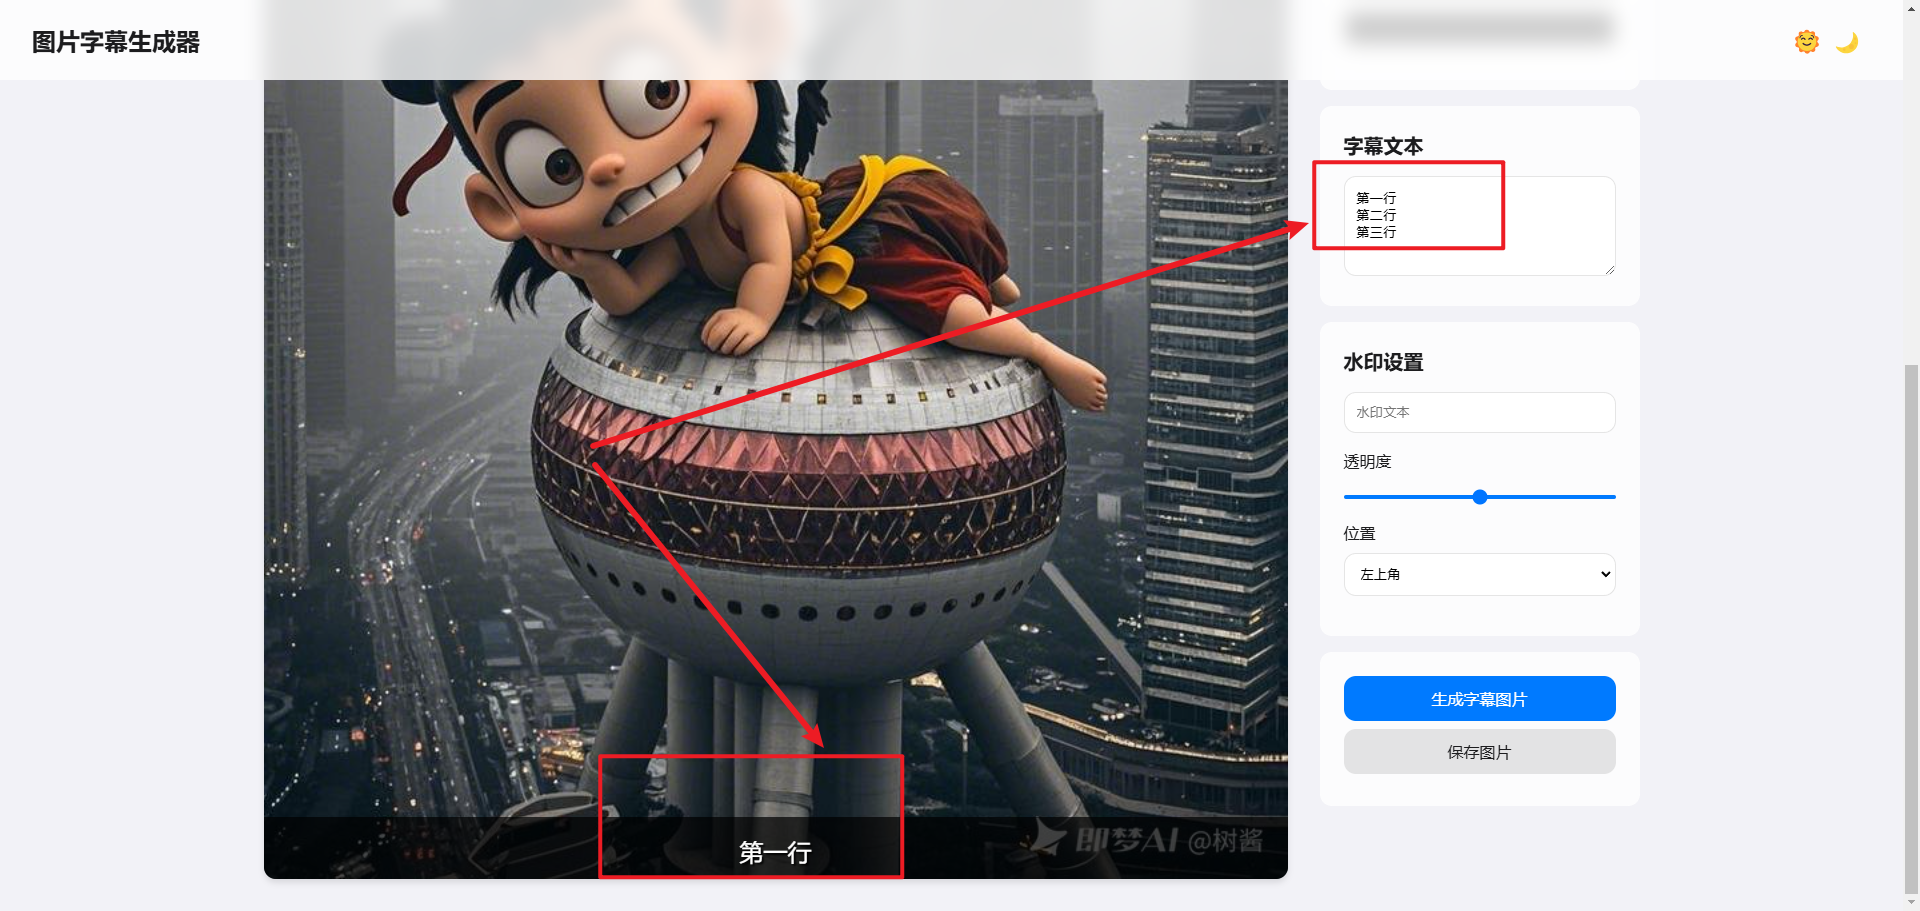 图片字幕生成器
字幕文本
第一行
第二行
第三行
水印设置
水印文本
透明度
位置
左上角
生成字幕图片
保存图片
第一行
即梦AI @树酱